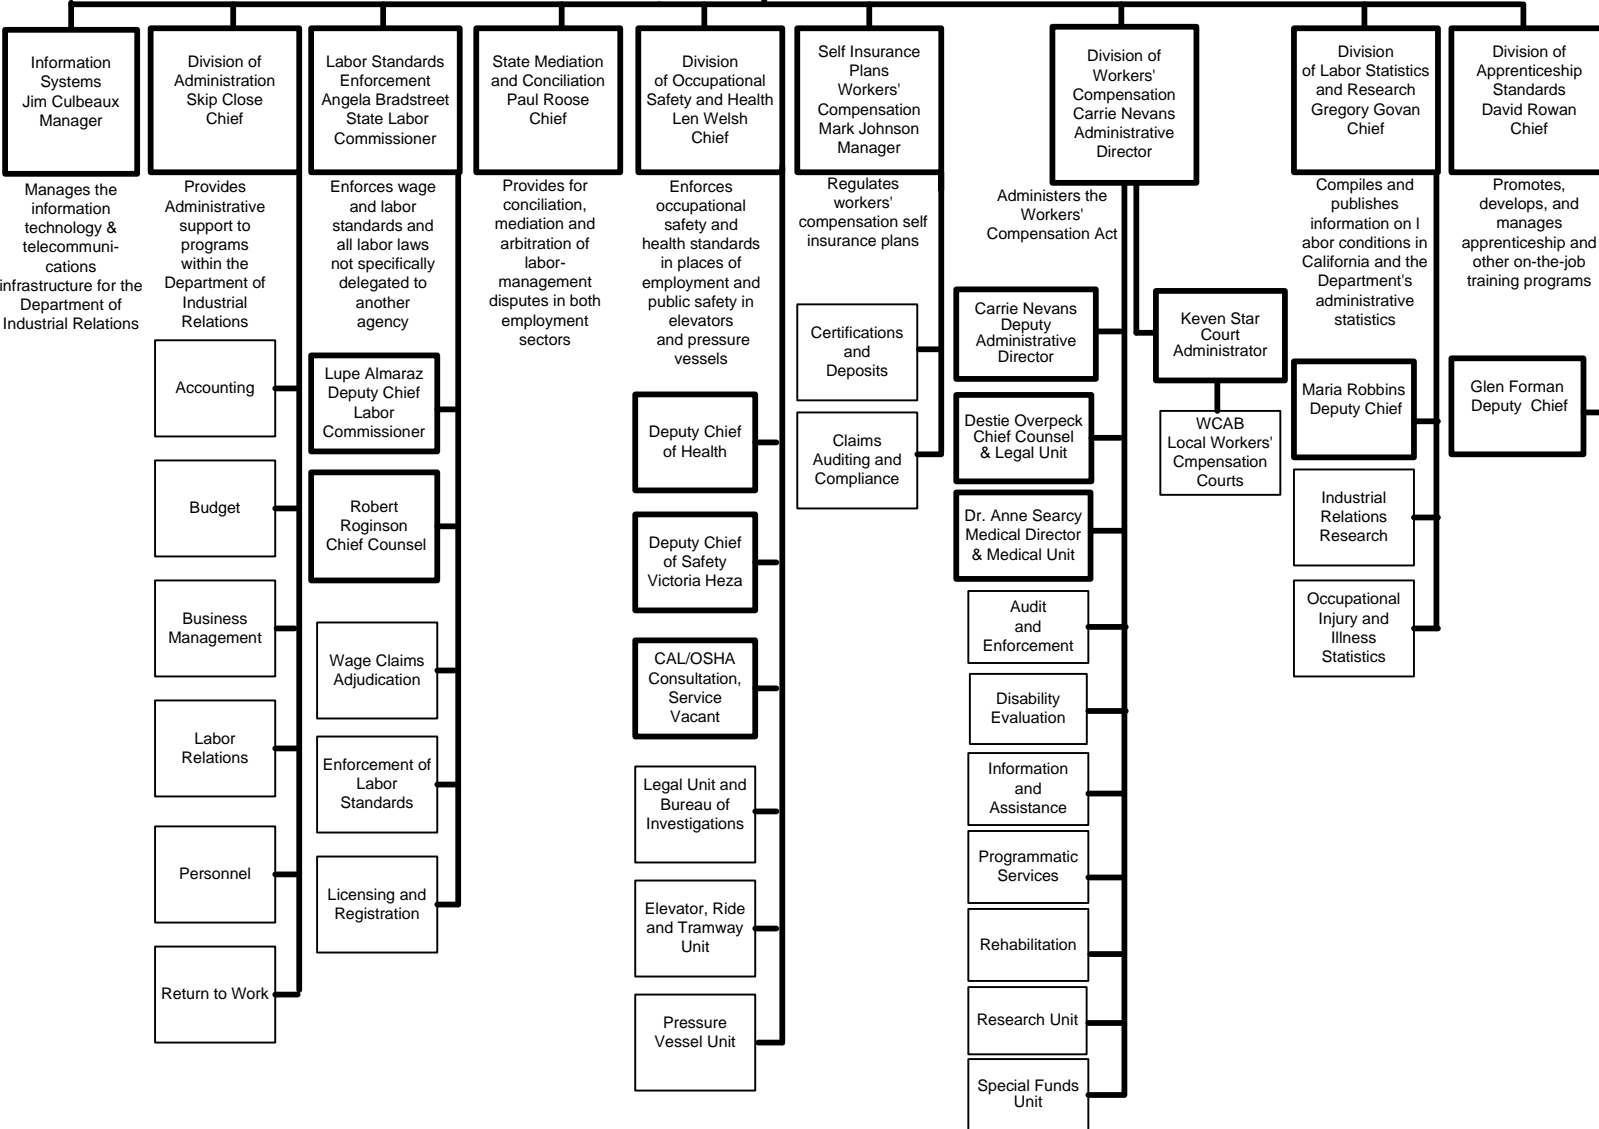 Information
Systems
Jim Culbeaux
Manager
Manages the
information
technology &
telecommuni-
cations
infrastructure for the
Department of
Industrial Relations
Division of
Administration
Skip Close
Chief
Provides
Administrative
support to
programs
within the
Department of
Industrial
Relations
Accounting
Budget
Business
Management
Labor
Relations
Personnel
Return to Work
Labor Standards
Enforcement
Angela Bradstreet
State Labor
Commissioner
Enforces wage
and labor
standards and
all labor laws
not specifically
delegated to
another
agency
Lupe Almaraz
Deputy Chief
Labor
Commissioner
Robert
Roginson
Chief Counsel
Wage Claims
Adjudication
Enforcement of
Labor
Standards
Licensing and
Registration
State Mediation
and Conciliation
Paul Roose
Chief
Provides for
conciliation,
mediation and
arbitration of
labor-
management
disputes in both
employment
sectors
Division
of Occupational
Safety and Health
Len Welsh
Chief
Enforces
occupational
safety and
health standards
in places of
employment and
public safety in
elevators
and pressure
vessels
Deputy Chief
of Health
Deputy Chief
of Safety
Victoria Heza
CAL/OSHA
Consultation,
Service
Vacant
Legal Unit and
Bureau of
Investigations
Elevator, Ride
and Tramway
Unit
Pressure
Vessel Unit
Self Insurance
Plans
Workers'
Compensation
Mark Johnson
Manager
Regulates
workers'
compensation self
insurance plans
Certifications
and
Deposits
Claims
Auditing and
Compliance
Division of
Workers'
Compensation
Carrie Nevans
Administrative
Director
Administers the
Workers'
Compensation Act
Carrie Nevans
Deputy
Administrative
Director
Destie Overpeck
Chief Counsel
& Legal Unit
Dr. Anne Searcy
Medical Director
& Medical Unit
Audit
and
Enforcement
Disability
Evaluation
Information
and
Assistance
Programmatic
Services
Rehabilitation
Research Unit
Special Funds
Unit
Keven Star
Court
Administrator
WCAB
Local Workers'
Cmpensation
Courts
Division
of Labor Statistics
and Research
Gregory Govan
Chief
Compiles and
publishes
information on l
abor conditions in
California and the
Department's
administrative
statistics
Maria Robbins
Deputy Chief
Industrial
Relations
Research
Occupational
Injury and
Illness
Statistics
Division of
Apprenticeship
Standards
David Rowan
Chief
Promotes,
develops, and
manages
apprenticeship and
other on-the-job
training programs
Glen Forman
Deputy Chief